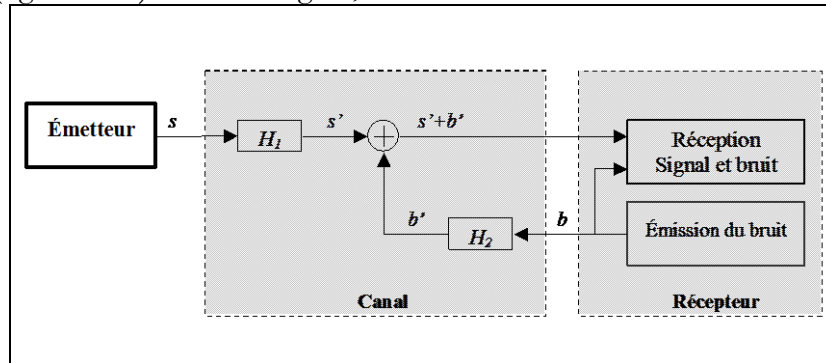 Émetteur
s
H₁
s'
s'+b'
Réception
Signal et bruit
b'
H₂
b
Émission du bruit
Canal
Récepteur